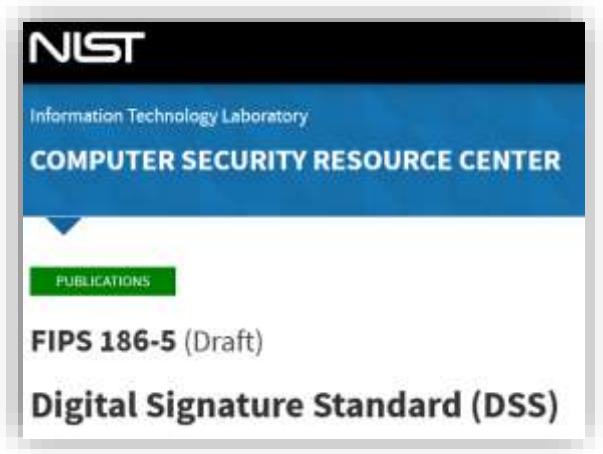 NIST
Information Technology Laboratory
COMPUTER SECURITY RESOURCE CENTER
PUBLICATIONS
FIPS 186-5 (Draft)
Digital Signature Standard (DSS)